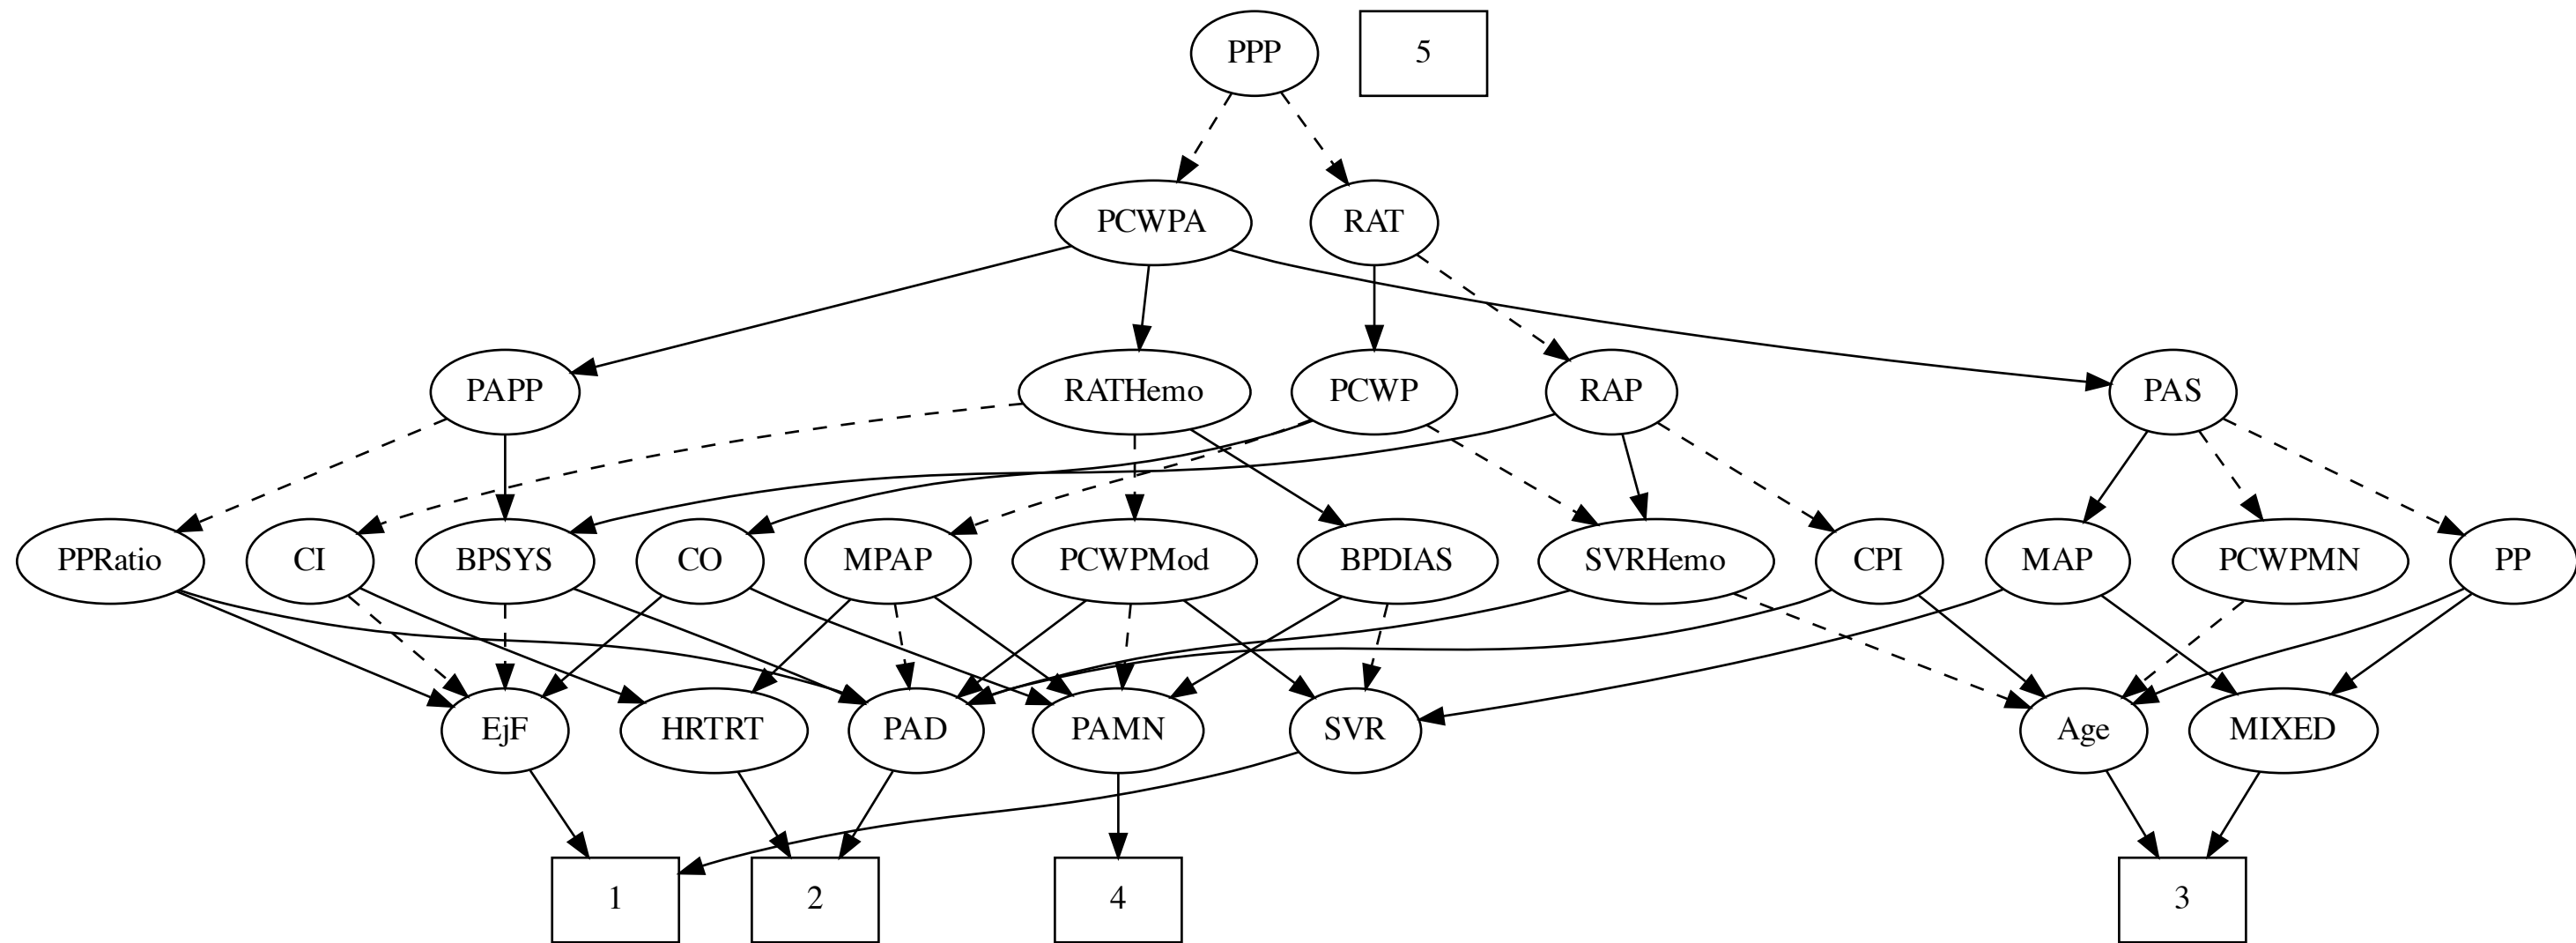 PPP
5
PCWPA
RAT
PAPP
RATHemo
PCWP
RAP
PAS
PPRatio
CI
BPSYS
CO
MPAP
PCWPMod
BPDIAS
SVRHemo
CPI
MAP
PCWPMN
PP
EjF
HRTRT
PAD
PAMN
SVR
Age
MIXED
1
2
4
3